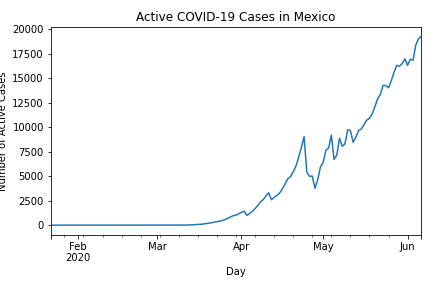 Active COVID-19 Cases in Mexico
20000
17500
15000
12500
10000
7500
5000
2500
0
Number of Active Cases
Feb
2020
Mar
Apr
May
Jun
Day